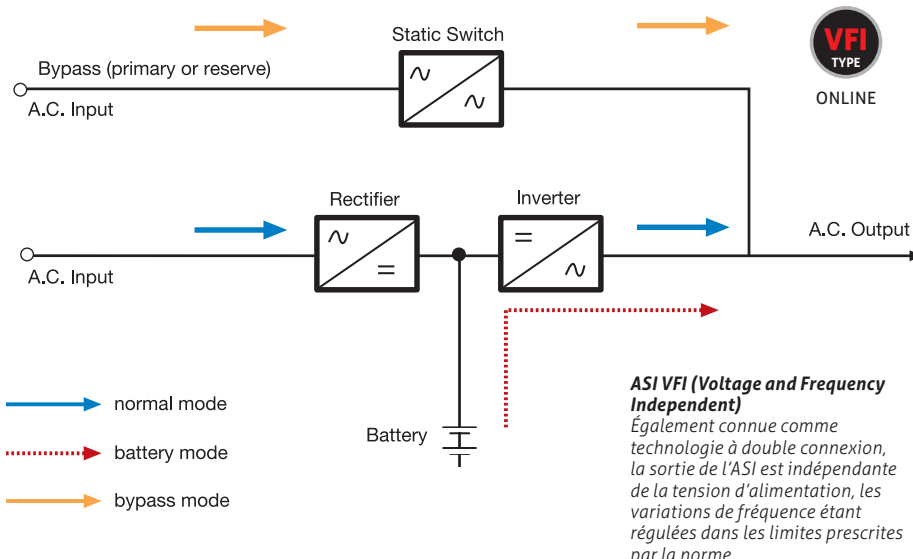 Static Switch
VFI
TYPE
ONLINE
Bypass (primary or reserve)
A.C. Input
Rectifier
Inverter
A.C. Output
A.C. Input
normal mode
battery mode
bypass mode
Battery
ASI VFI (Voltage and Frequency
Independent)
Également connue comme
technologie à double connexion,
la sortie de l'ASI est indépendante
de la tension d'alimentation, les
variations de fréquence étant
régulées dans les limites prescrites
par la norme